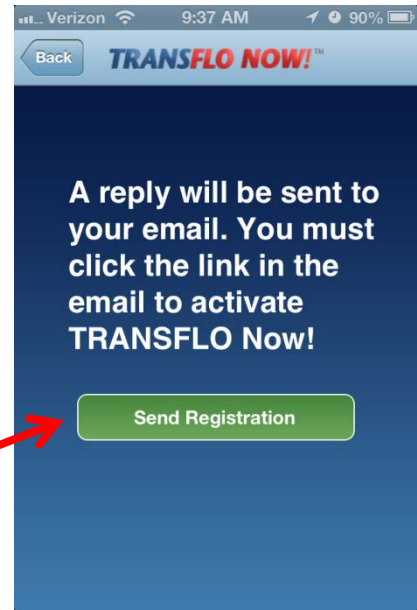 Verizon 9:37 AM 90%
Back TRANSFLO NOW!™
A reply will be sent to
your email. You must
click the link in the
email to activate
TRANSFLO Now!
Send Registration